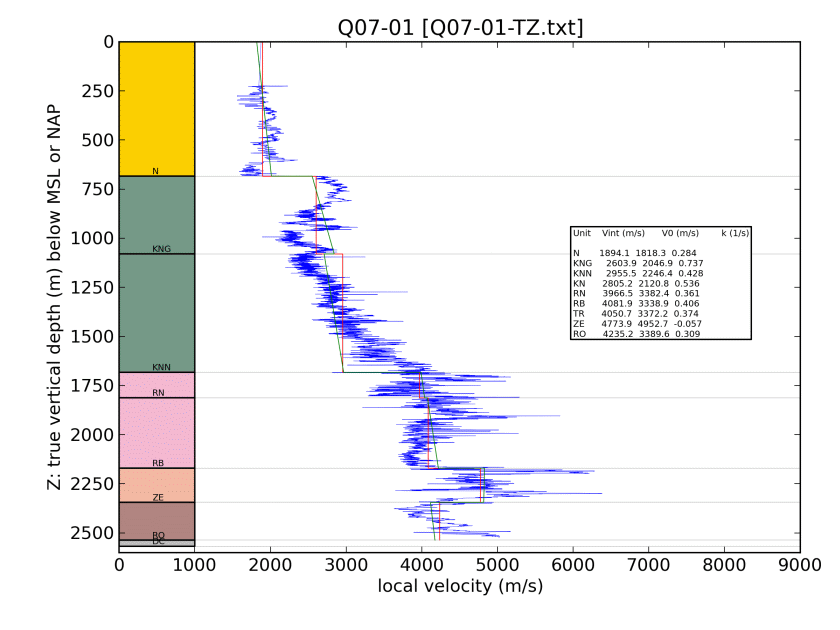 Q07-01 [Q07-01-TZ.txt]
0
250
500
750
1000
1250
1500
1750
2000
2250
2500
Z: true vertical depth (m) below MSL or NAP
N
KNG
KNN
RN
RB
ZE
RO
DC
Unit Vint (m/s) V0 (m/s) k (1/s)
N 1894.1 1818.3 0.284
KNG 2603.9 2046.9 0.737
KNN 2955.5 2246.4 0.428
KN 2805.2 2120.8 0.536
RN 3966.5 3382.4 0.361
RB 4081.9 3338.9 0.406
TR 4050.7 3372.2 0.374
ZE 4773.9 4952.7 -0.057
RO 4235.2 3389.6 0.309
0 1000 2000 3000 4000 5000 6000 7000 8000 9000
local velocity (m/s)